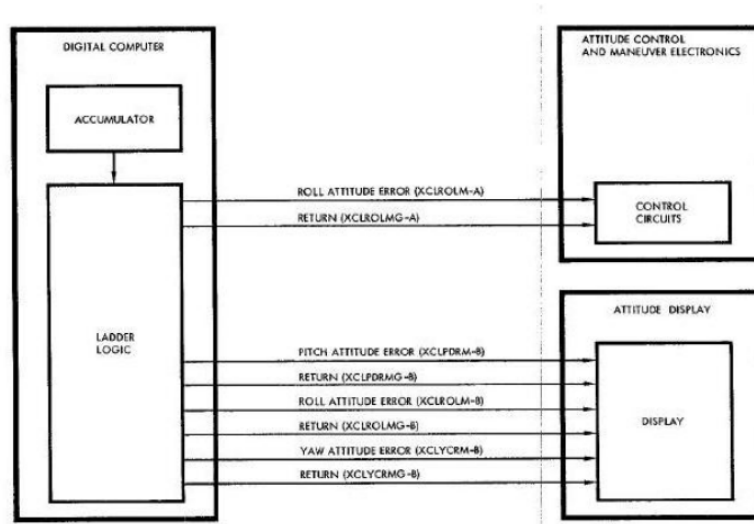 DIGITAL COMPUTER
ACCUMULATOR
LADDER
LOGIC
ATTITUDE CONTROL
AND MANEUVER ELECTRONICS
ROLL ATTITUDE ERROR (XCLROLM-A)
RETURN (XCLROLMG-A)
CONTROL
CIRCUITS
ATTITUDE DISPLAY
PITCH ATTITUDE ERROR (XCLPDRM-B)
RETURN (XCLPDRMG-B)
ROLL ATTITUDE ERROR (XCLROLM-B)
RETURN (XCLROLMG-B)
YAW ATTITUDE ERROR (XCLYCRM-B)
RETURN (XCLYCRMG-B)
DISPLAY